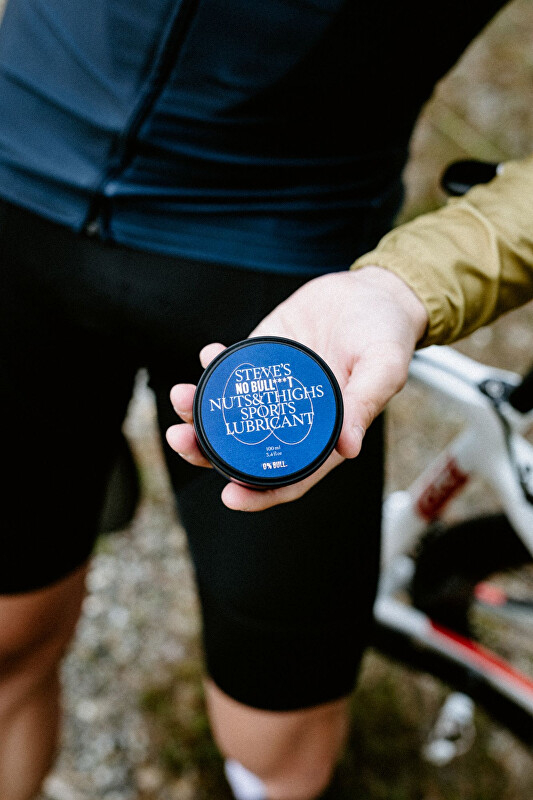 STEVE'S
NO BULL***T
NUTS&THIGHS
SPORTS
LUBRICANT
100 ml
3.4 fl oz
0% BULL.